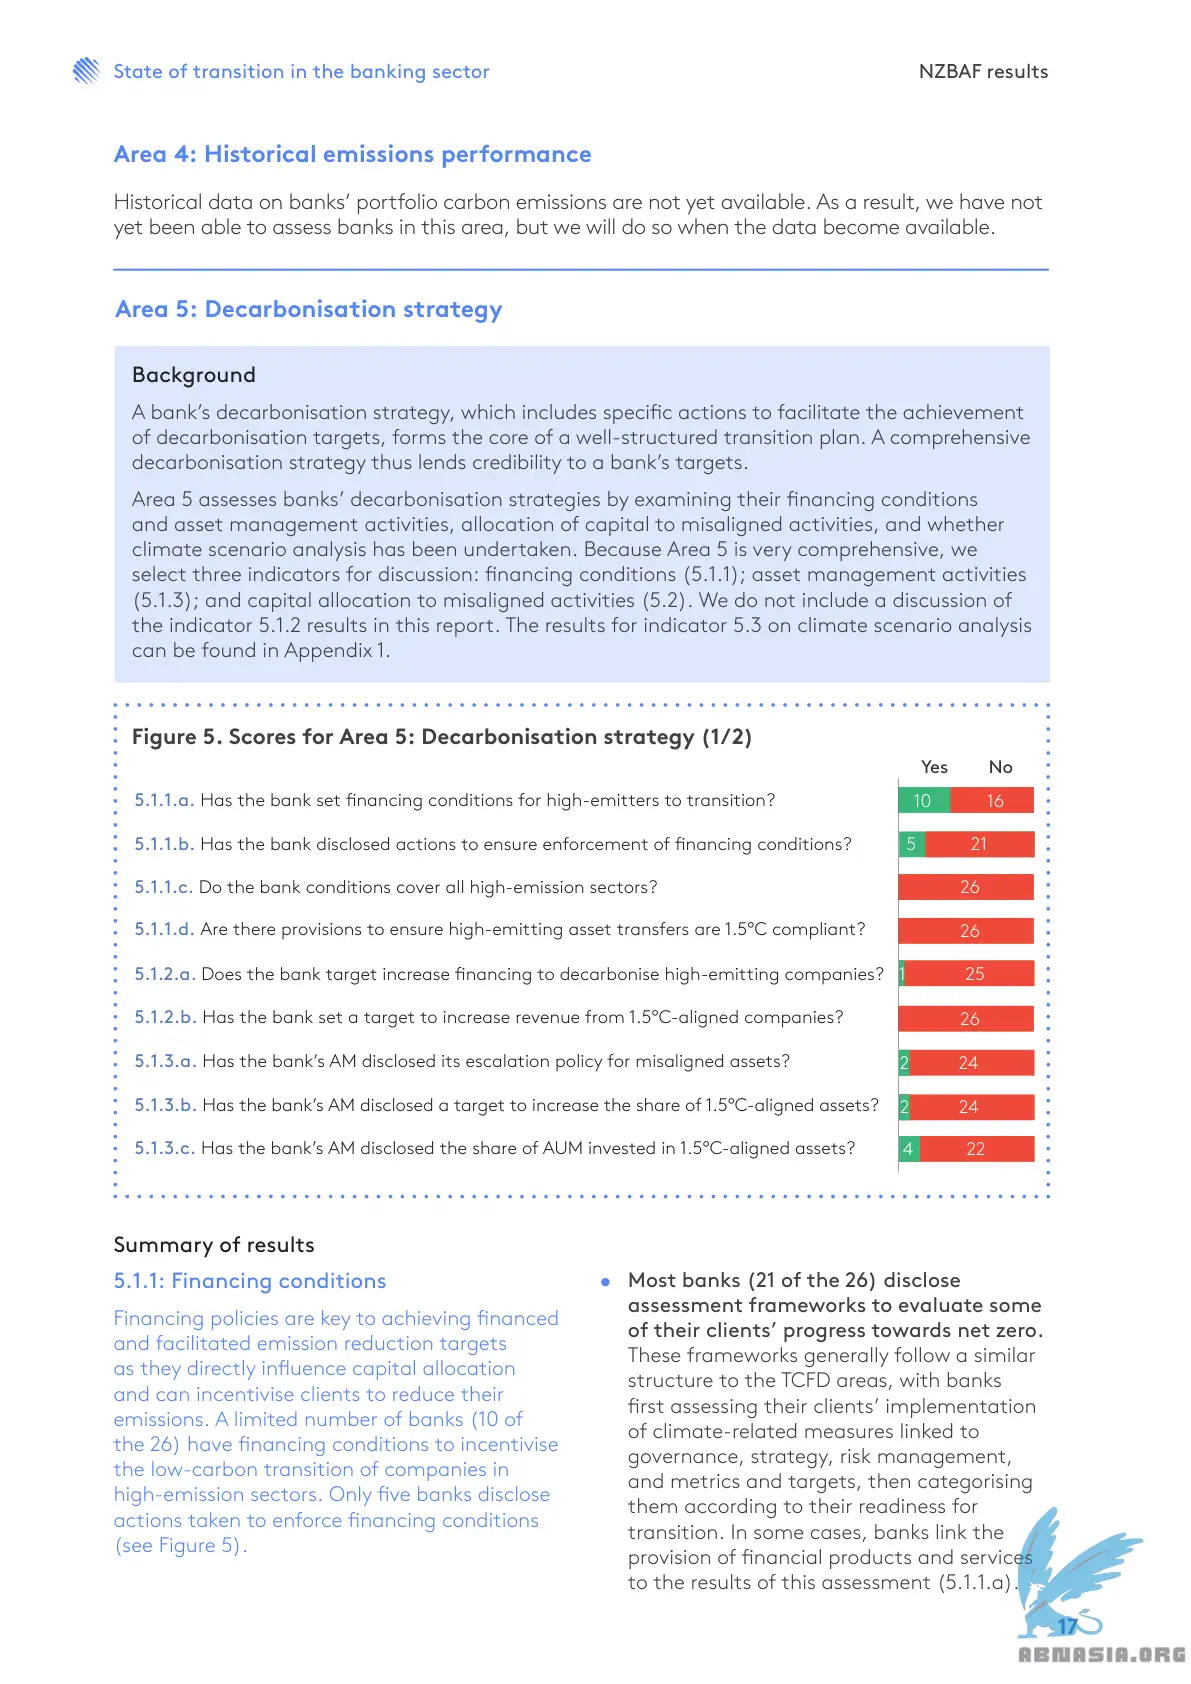 State of transition in the banking sector
NZBAF results
Area 4: Historical emissions performance
Historical data on banks’ portfolio carbon emissions are not yet available. As a result, we have not
yet been able to assess banks in this area, but we will do so when the data become available.
Area 5: Decarbonisation strategy
Background
A bank’s decarbonisation strategy, which includes specific actions to facilitate the achievement
of decarbonisation targets, forms the core of a well-structured transition plan. A comprehensive
decarbonisation strategy thus lends credibility to a bank’s targets.
Area 5 assesses banks’ decarbonisation strategies by examining their financing conditions
and asset management activities, allocation of capital to misaligned activities, and whether
climate scenario analysis has been undertaken. Because Area 5 is very comprehensive, we
select three indicators for discussion: financing conditions (5.1.1); asset management activities
(5.1.3); and capital allocation to misaligned activities (5.2). We do not include a discussion of
the indicator 5.1.2 results in this report. The results for indicator 5.3 on climate scenario analysis
can be found in Appendix 1.
Figure 5. Scores for Area 5: Decarbonisation strategy (1/2)
Yes No
5.1.1.a. Has the bank set financing conditions for high-emitters to transition? 10 16
5.1.1.b. Has the bank disclosed actions to ensure enforcement of financing conditions? 5 21
5.1.1.c. Do the bank conditions cover all high-emission sectors? 26
5.1.1.d. Are there provisions to ensure high-emitting asset transfers are 1.5°C compliant? 26
5.1.2.a. Does the bank target increase financing to decarbonise high-emitting companies? 1 25
5.1.2.b. Has the bank set a target to increase revenue from 1.5°C-aligned companies? 26
5.1.3.a. Has the bank’s AM disclosed its escalation policy for misaligned assets? 2 24
5.1.3.b. Has the bank’s AM disclosed a target to increase the share of 1.5°C-aligned assets? 2 24
5.1.3.c. Has the bank’s AM disclosed the share of AUM invested in 1.5°C-aligned assets? 4 22
Summary of results
5.1.1: Financing conditions
Financing policies are key to achieving financed
and facilitated emission reduction targets
as they directly influence capital allocation
and can incentivise clients to reduce their
emissions. A limited number of banks (10 of
the 26) have financing conditions to incentivise
the low-carbon transition of companies in
high-emission sectors. Only five banks disclose
actions taken to enforce financing conditions
(see Figure 5).
• Most banks (21 of the 26) disclose
assessment frameworks to evaluate some
of their clients’ progress towards net zero.
These frameworks generally follow a similar
structure to the TCFD areas, with banks
first assessing their clients’ implementation
of climate-related measures linked to
governance, strategy, risk management,
and metrics and targets, then categorising
them according to their readiness for
transition. In some cases, banks link the
provision of financial products and services
to the results of this assessment (5.1.1.a).
17
ABNASIA.ORG